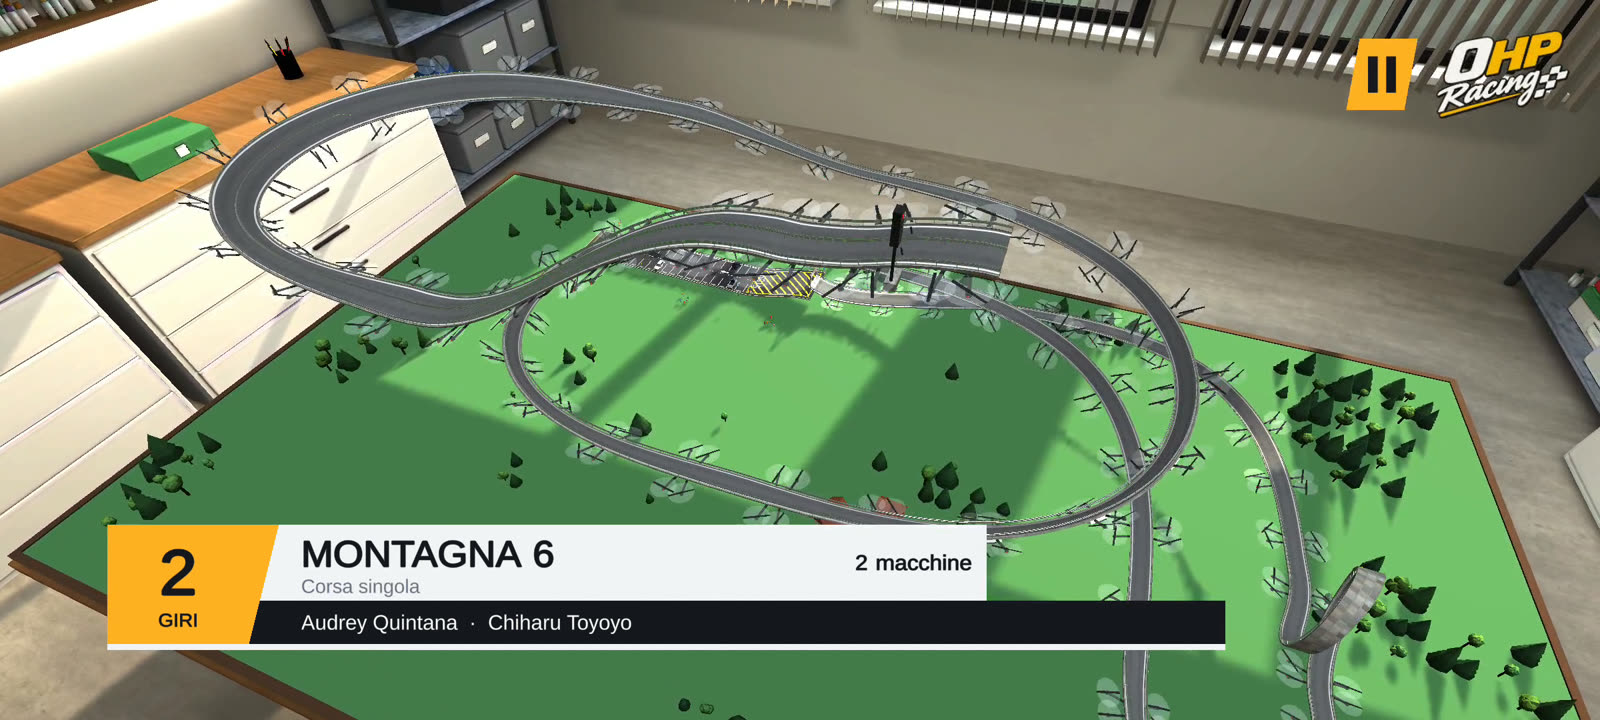 OHP
Racing
2
GIRI
MONTAGNA 6
Corsa singola
2 macchine
Audrey Quintana · Chiharu Toyoyo